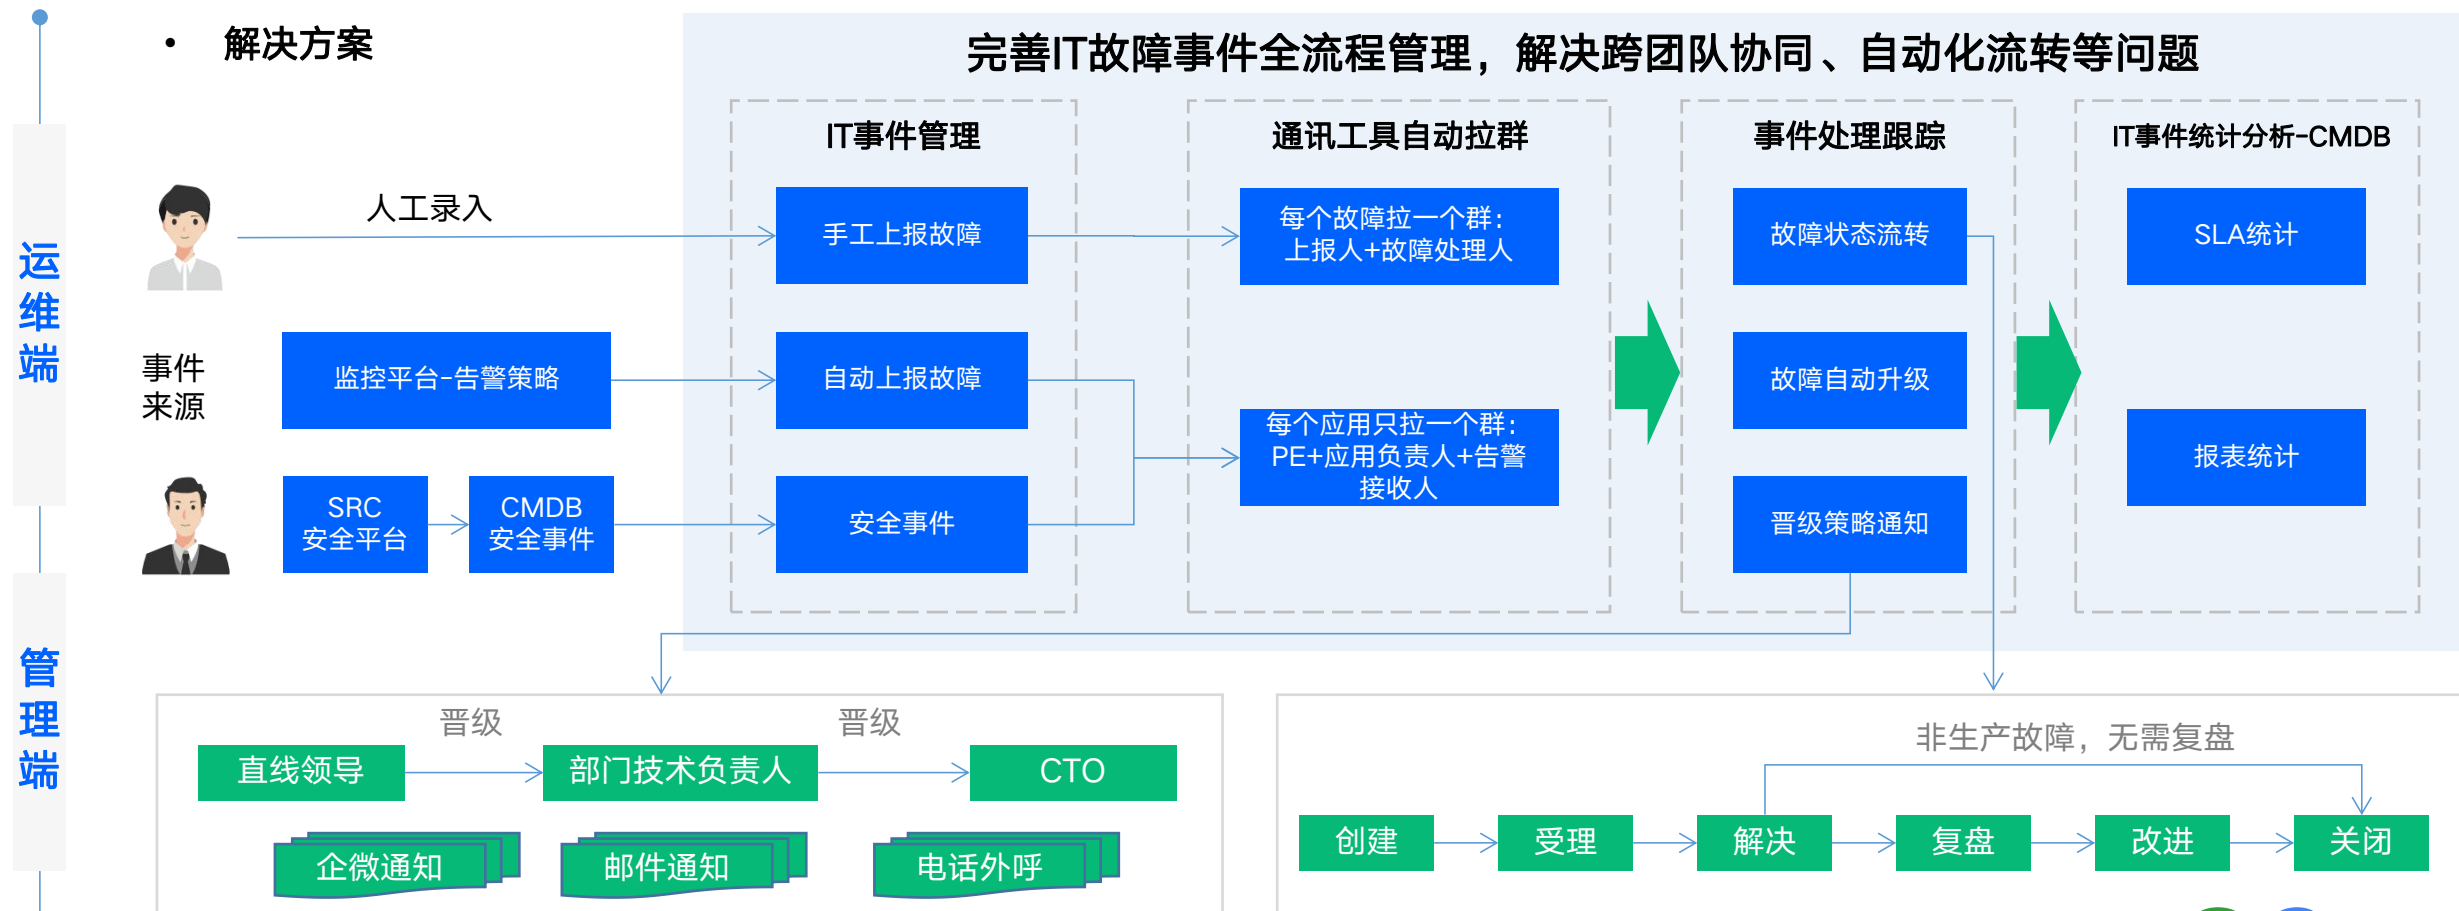 • 解决方案
完善IT故障事件全流程管理，解决跨团队协同、自动化流转等问题
运维端
管理端
IT事件管理
通讯工具自动拉群
事件处理跟踪
IT事件统计分析-CMDB
人工录入
手工上报故障
每个故障拉一个群：
上报人+故障处理人
故障状态流转
SLA统计
事件
来源
监控平台-告警策略
自动上报故障
故障自动升级
每个应用只拉一个群：
PE+应用负责人+告警
接收人
报表统计
SRC
安全平台
CMDB
安全事件
安全事件
晋级策略通知
晋级
晋级
直线领导
部门技术负责人
CTO
企微通知
邮件通知
电话外呼
非生产故障，无需复盘
创建
受理
解决
复盘
改进
关闭